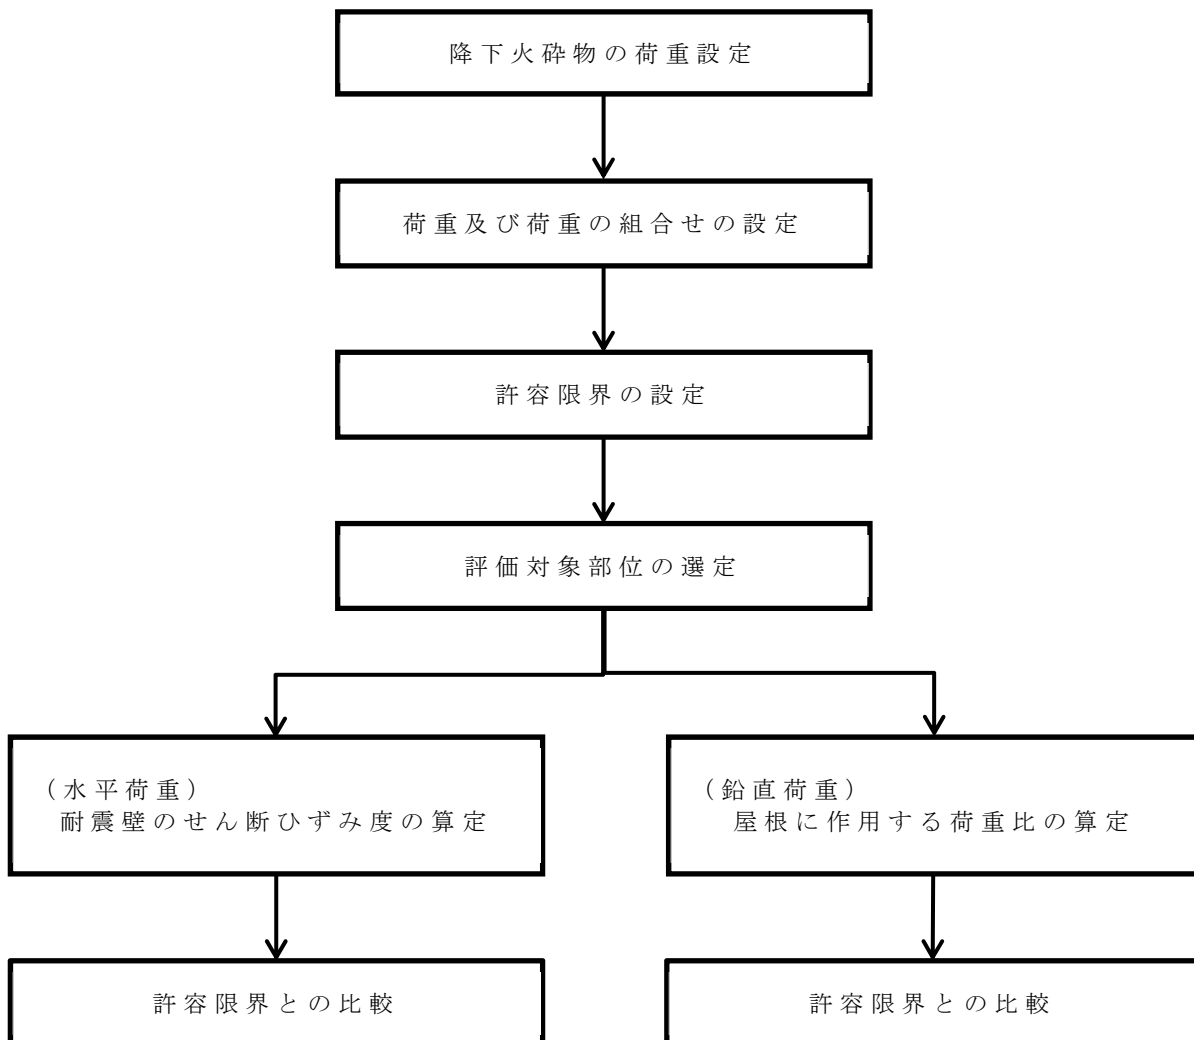 降下火砕物の荷重設定
荷重及び荷重の組合せの設定
許容限界の設定
評価対象部位の選定
（水平荷重）
耐震壁のせん断ひずみ度の算定
（鉛直荷重）
屋根に作用する荷重比の算定
許容限界との比較
許容限界との比較